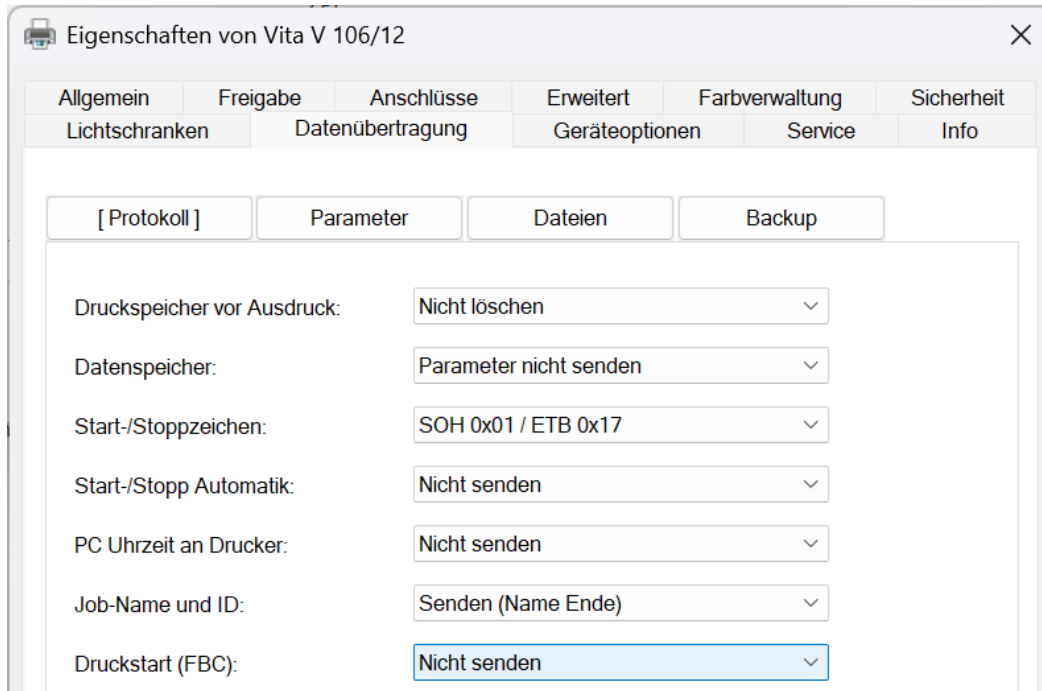 Eigenschaften von Vita V 106/12
Allgemein Freigabe Anschlüsse Erweitert Farbverwaltung Sicherheit
Lichtschranken Datenübertragung Geräteoptionen Service Info
[ Protokoll ] Parameter Dateien Backup
Druckspeicher vor Ausdruck: Nicht löschen
Datenspeicher: Parameter nicht senden
Start-/Stoppzeichen: SOH 0x01 / ETB 0x17
Start-/Stopp Automatik: Nicht senden
PC Uhrzeit an Drucker: Nicht senden
Job-Name und ID: Senden (Name Ende)
Druckstart (FBC): Nicht senden